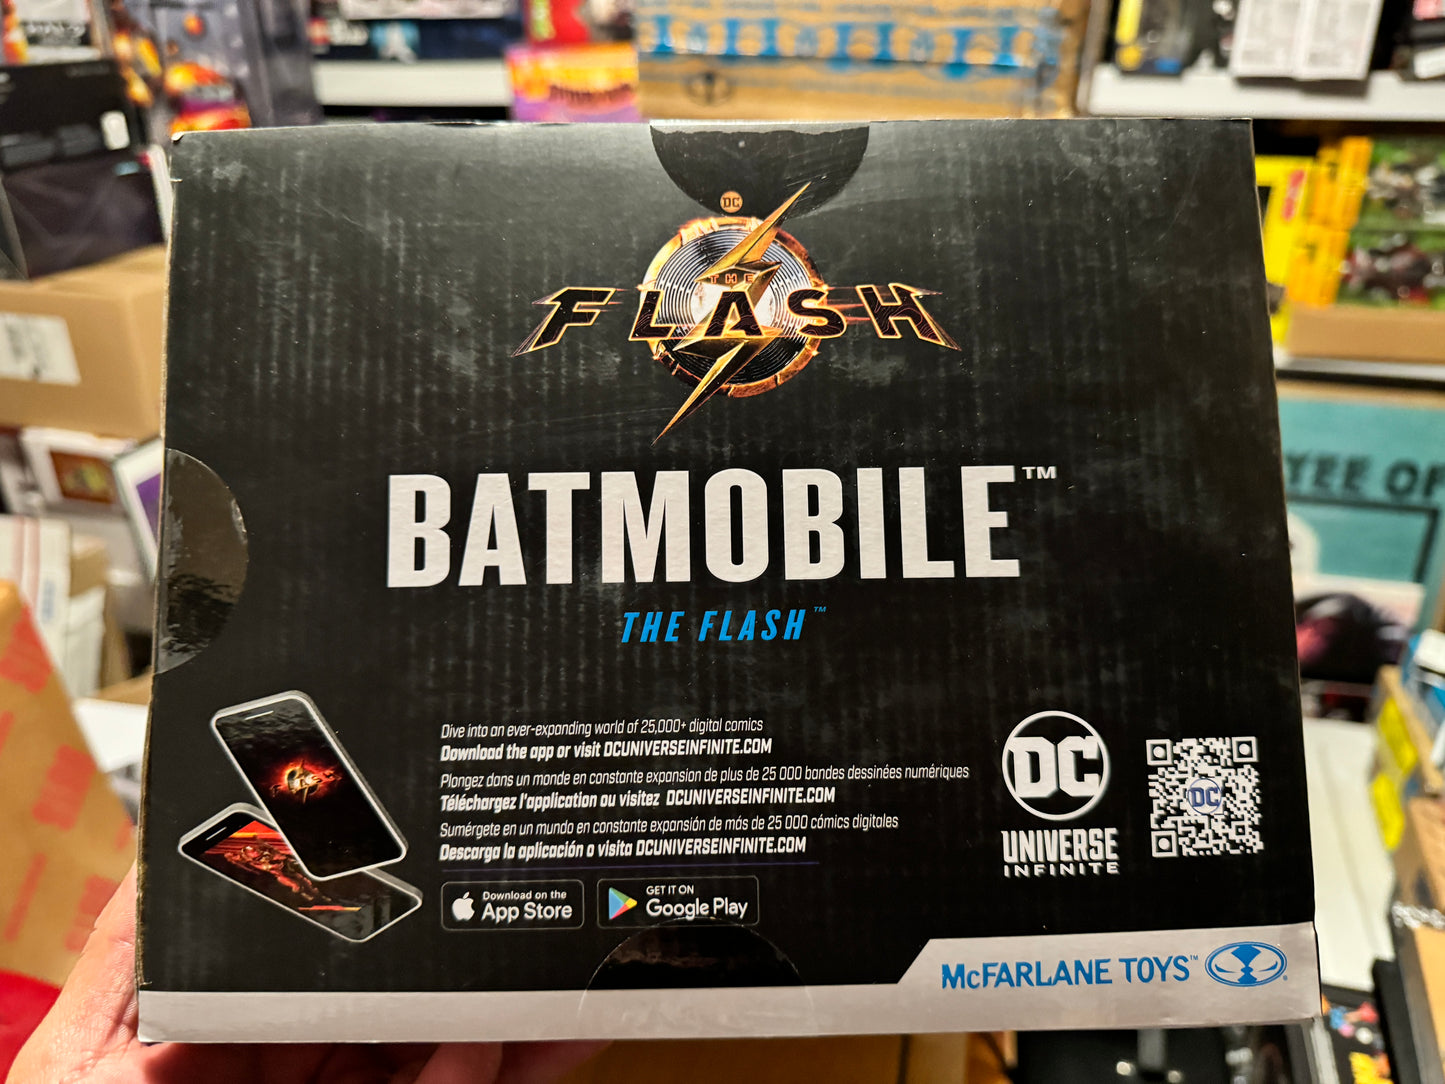 DC
THE
FLASH
BATMOBILE™
THE FLASH™
Dive into an ever-expanding world of 25,000+ digital comics
Download the app or visit DCUNIVERSEINFINITE.COM
Plongez dans un monde en constante expansion de plus de 25 000 bandes dessinées numériques
Téléchargez l'application ou visitez DCUNIVERSEINFINITE.COM
Sumérgete en un mundo en constante expansión de más de 25 000 cómics digitales
Descarga la aplicación o visita DCUNIVERSEINFINITE.COM
Download on the
App Store
GET IT ON
Google Play
DC
UNIVERSE
INFINITE
DC
McFARLANE TOYS™
YEE OF